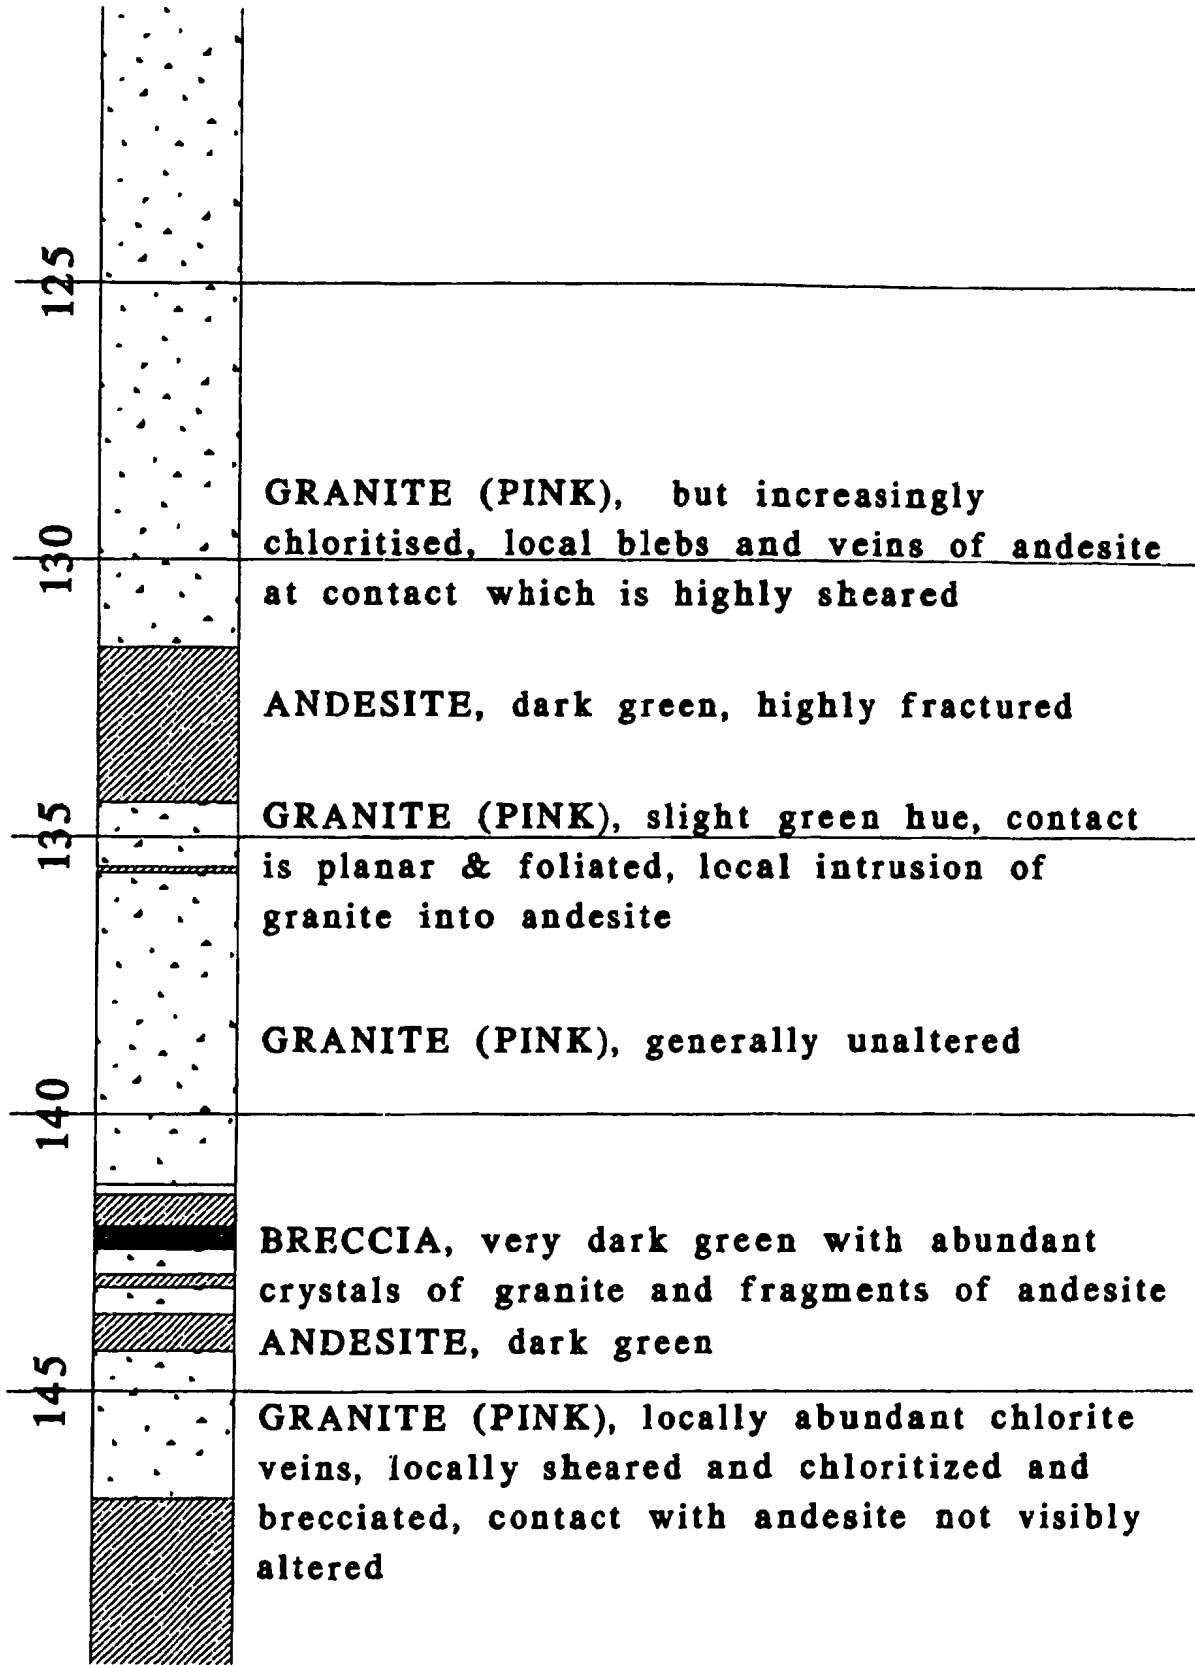 125
GRANITE (PINK), but increasingly
130
chloritised, local blebs and veins of andesite
at contact which is highly sheared
ANDESITE, dark green, highly fractured
135
GRANITE (PINK), slight green hue, contact
is planar & foliated, local intrusion of
granite into andesite
GRANITE (PINK), generally unaltered
140
BRECCIA, very dark green with abundant
crystals of granite and fragments of andesite
ANDESITE, dark green
145
GRANITE (PINK), locally abundant chlorite
veins, locally sheared and chloritized and
brecciated, contact with andesite not visibly
altered